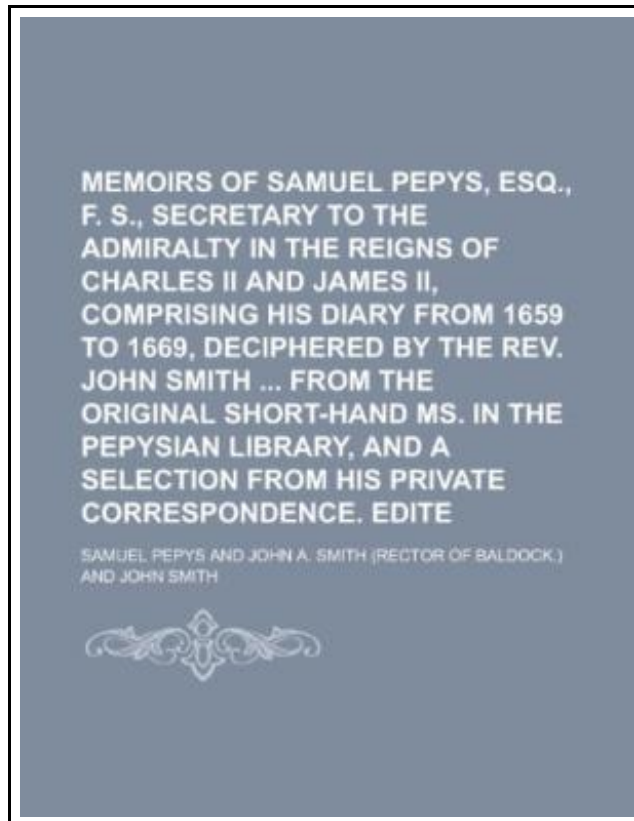 MEMOIRS OF SAMUEL PEPYS, ESQ.,
F. S., SECRETARY TO THE
ADMIRALTY IN THE REIGNS OF
CHARLES II AND JAMES II,
COMPRISING HIS DIARY FROM 1659
TO 1669, DECIPHERED BY THE REV.
JOHN SMITH ... FROM THE
ORIGINAL SHORT-HAND MS. IN THE
PEPYSIAN LIBRARY, AND A
SELECTION FROM HIS PRIVATE
CORRESPONDENCE. EDITE
SAMUEL PEPYS AND JOHN A. SMITH (RECTOR OF BALDOCK.)
AND JOHN SMITH